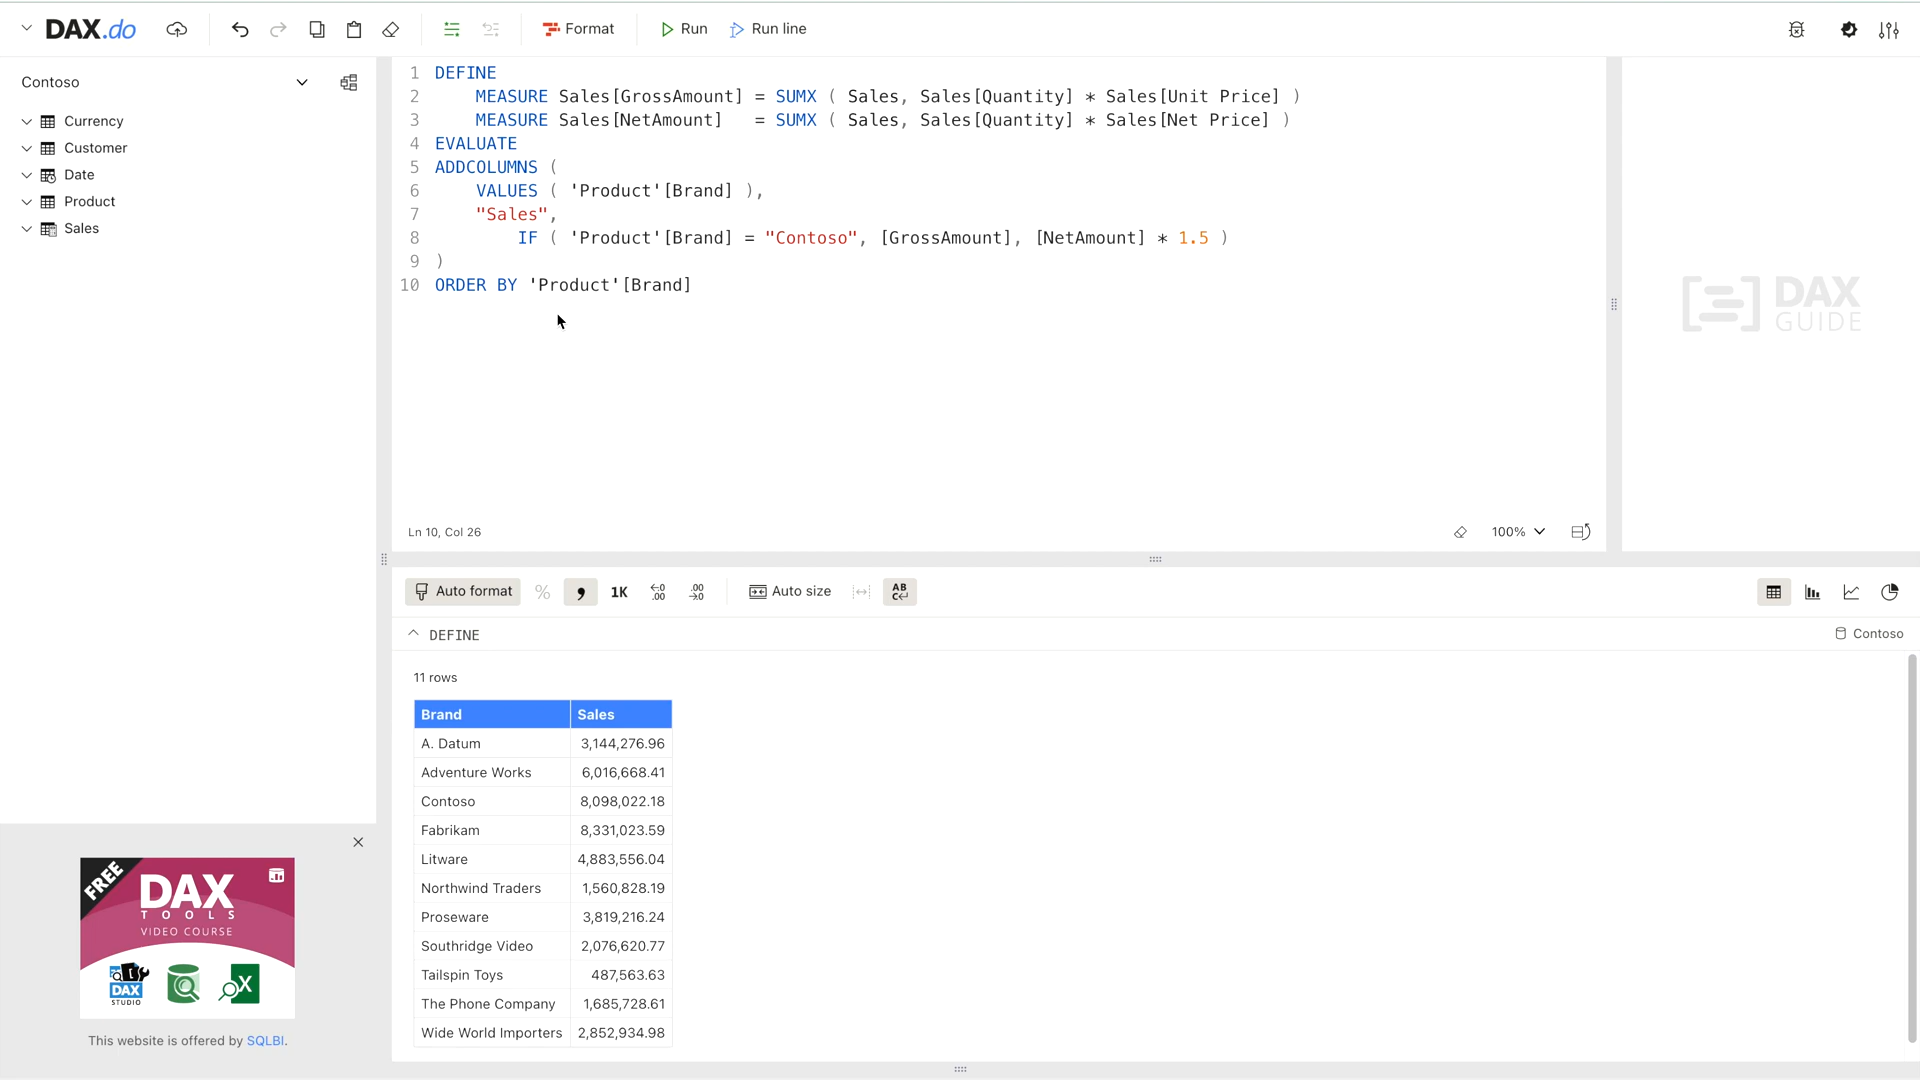 DAX.do
Format
Run
Run line
Contoso
Currency
Customer
Date
Product
Sales
1 DEFINE
2     MEASURE Sales[GrossAmount] = SUMX ( Sales, Sales[Quantity] * Sales[Unit Price] )
3     MEASURE Sales[NetAmount]   = SUMX ( Sales, Sales[Quantity] * Sales[Net Price] )
4 EVALUATE
5 ADDCOLUMNS (
6     VALUES ( 'Product'[Brand] ),
7     "Sales",
8         IF ( 'Product'[Brand] = "Contoso", [GrossAmount], [NetAmount] * 1.5 )
9 )
10 ORDER BY 'Product'[Brand]
DAX
GUIDE
Ln 10, Col 26
100%
Auto format
%
,
1K
←.0
.00
.00
→.0
Auto size
AB
C↵
DEFINE
Contoso
11 rows
Brand Sales
A. Datum 3,144,276.96
Adventure Works 6,016,668.41
Contoso 8,098,022.18
Fabrikam 8,331,023.59
Litware 4,883,556.04
Northwind Traders 1,560,828.19
Proseware 3,819,216.24
Southridge Video 2,076,620.77
Tailspin Toys 487,563.63
The Phone Company 1,685,728.61
Wide World Importers 2,852,934.98
FREE
DAX
TOOLS
VIDEO COURSE
DAX
STUDIO
X
This website is offered by SQLBI.